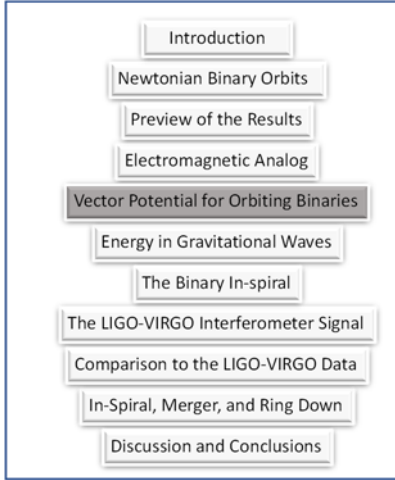 Introduction
Newtonian Binary Orbits
Preview of the Results
Electromagnetic Analog
Vector Potential for Orbiting Binaries
Energy in Gravitational Waves
The Binary In-spiral
The LIGO-VIRGO Interferometer Signal
Comparison to the LIGO-VIRGO Data
In-Spiral, Merger, and Ring Down
Discussion and Conclusions